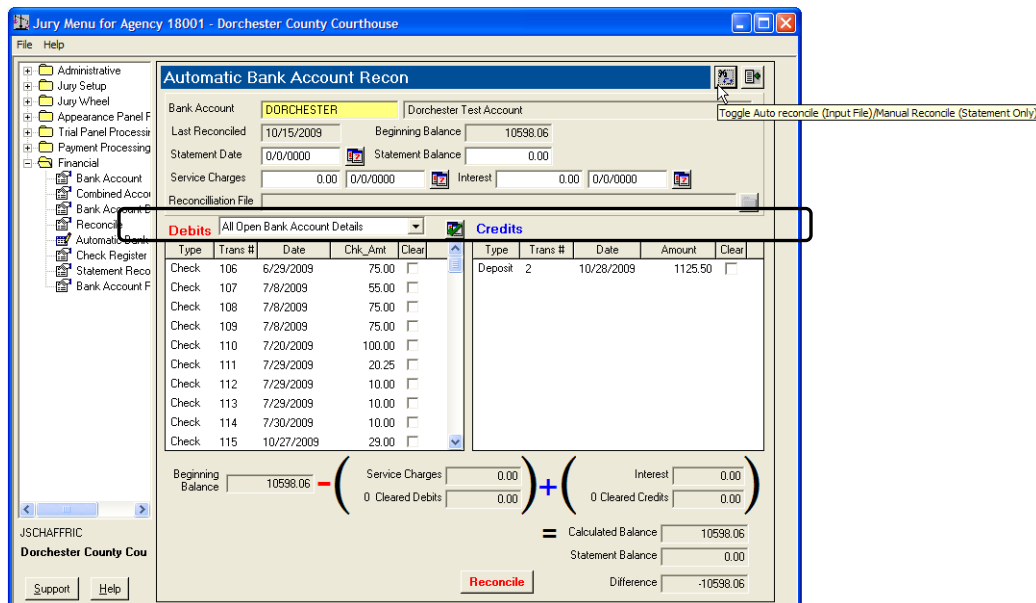 Jury Menu for Agency 18001 - Dorchester County Courthouse
File Help
Administrative
Jury Setup
Jury Wheel
Appearance Panel F
Trial Panel Processin
Payment Processing
Financial
Bank Account
Combined Accou
Bank Account D
Reconcile
Automatic Bank
Check Register
Statement Reco
Bank Account F
JSCHAFFRIC
Dorchester County Cou
Support Help
Automatic Bank Account Recon
Toggle Auto reconcile (Input File)/Manual Reconcile (Statement Only)
Bank Account DORCHESTER Dorchester Test Account
Last Reconciled 10/15/2009 Beginning Balance 10598.06
Statement Date 0/0/0000 Statement Balance 0.00
Service Charges 0.00 0/0/0000 Interest 0.00 0/0/0000
Reconcilliation File
Debits All Open Bank Account Details Credits
Type Trans # Date Chk_Amt Clear
Check 106 6/29/2009 75.00
Check 107 7/8/2009 55.00
Check 108 7/8/2009 75.00
Check 109 7/8/2009 75.00
Check 110 7/20/2009 100.00
Check 111 7/29/2009 20.25
Check 112 7/29/2009 10.00
Check 113 7/29/2009 10.00
Check 114 7/30/2009 10.00
Check 115 10/27/2009 29.00
Type Trans # Date Amount Clear
Deposit 2 10/28/2009 1125.50
Beginning Balance 10598.06 - ( Service Charges 0.00 ) + ( Interest 0.00 )
0 Cleared Debits 0.00 0 Cleared Credits 0.00
= Calculated Balance 10598.06
Statement Balance 0.00
Reconcile Difference -10598.06